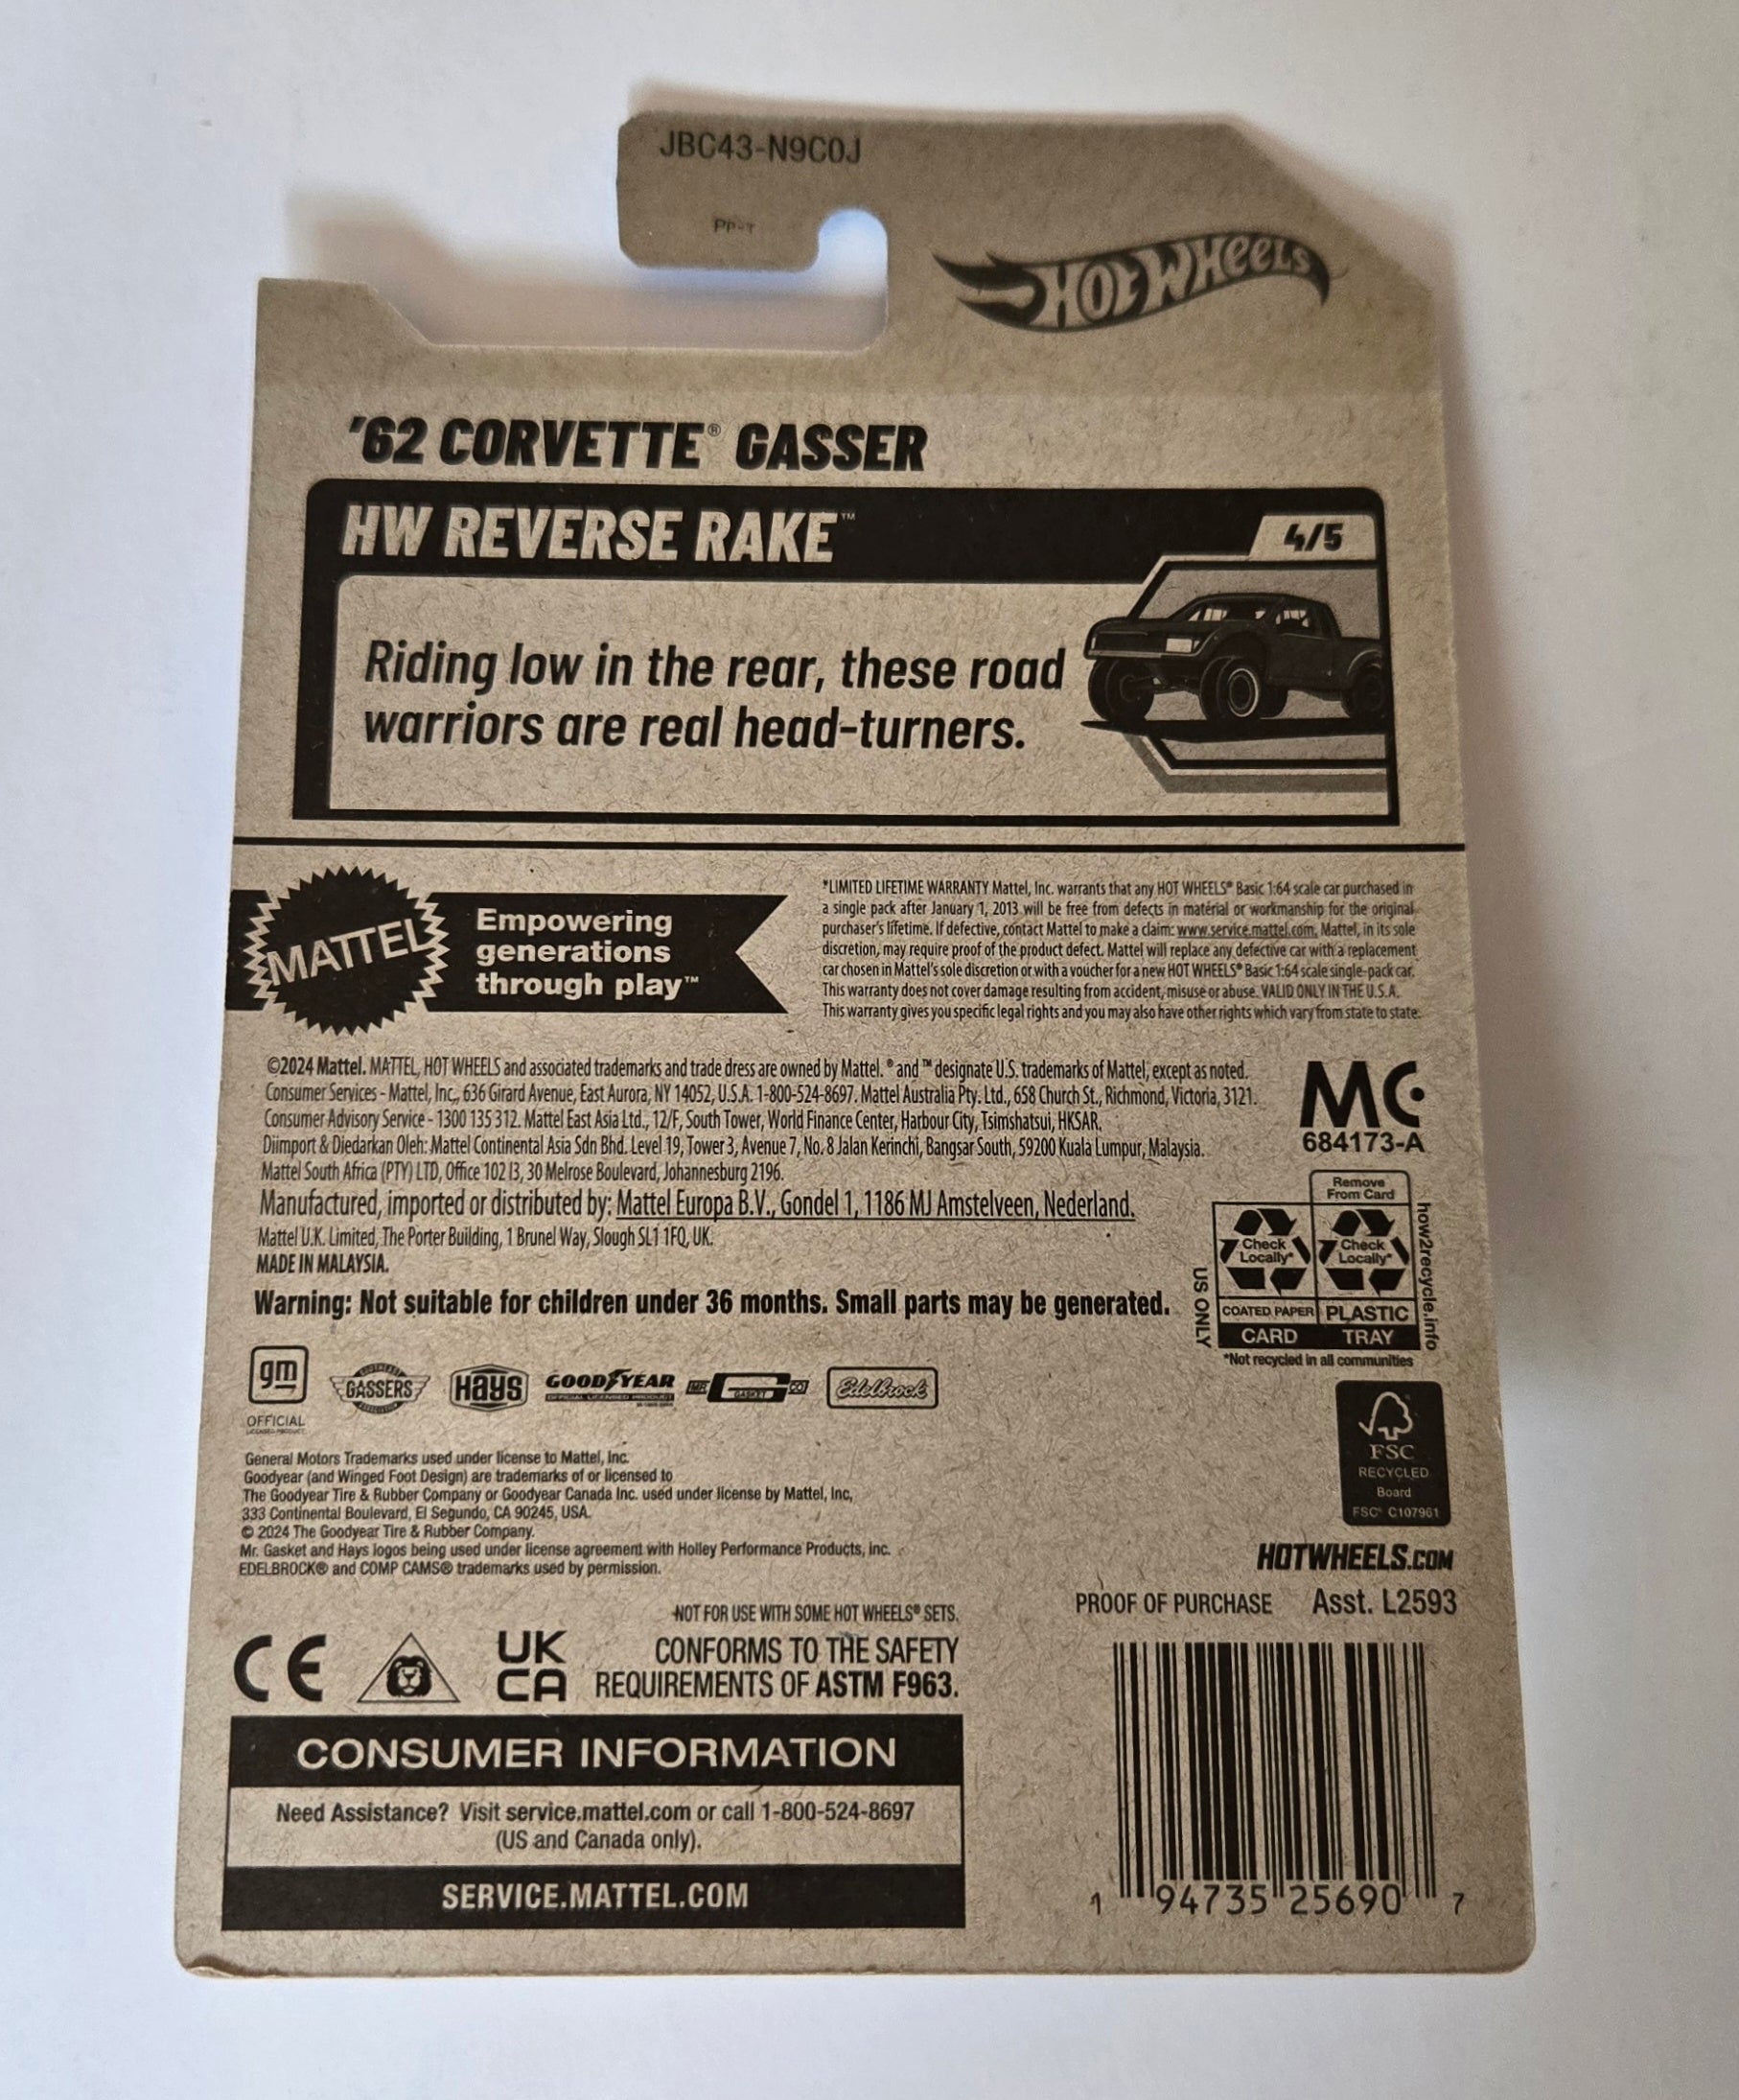 JBC43-N9C0J
PP-T
HOT WHEELS
'62 CORVETTE® GASSER
HW REVERSE RAKE™
4/5
Riding low in the rear, these road
warriors are real head-turners.
MATTEL
Empowering
generations
through play™
*LIMITED LIFETIME WARRANTY Mattel, Inc. warrants that any HOT WHEELS® Basic 1:64 scale car purchased in
a single pack after January 1, 2013 will be free from defects in material or workmanship for the original
purchaser's lifetime. If defective, contact Mattel to make a claim: www.service.mattel.com, Mattel, in its sole
discretion, may require proof of the product defect. Mattel will replace any defective car with a replacement
car chosen in Mattel's sole discretion or with a voucher for a new HOT WHEELS® Basic 1:64 scale single-pack car.
This warranty does not cover damage resulting from accident, misuse or abuse. VALID ONLY IN THE U.S.A.
This warranty gives you specific legal rights and you may also have other rights which vary from state to state.
©2024 Mattel. MATTEL, HOT WHEELS and associated trademarks and trade dress are owned by Mattel. ® and ™ designate U.S. trademarks of Mattel, except as noted.
Consumer Services - Mattel, Inc., 636 Girard Avenue, East Aurora, NY 14052, U.S.A. 1-800-524-8697. Mattel Australia Pty. Ltd., 658 Church St., Richmond, Victoria, 3121.
Consumer Advisory Service - 1300 135 312. Mattel East Asia Ltd., 12/F, South Tower, World Finance Center, Harbour City, Tsimshatsui, HKSAR.
Diimport & Diedarkan Oleh: Mattel Continental Asia Sdn Bhd. Level 19, Tower 3, Avenue 7, No. 8 Jalan Kerinchi, Bangsar South, 59200 Kuala Lumpur, Malaysia.
Mattel South Africa (PTY) LTD, Office 102 I3, 30 Melrose Boulevard, Johannesburg 2196.
Manufactured, imported or distributed by: Mattel Europa B.V., Gondel 1, 1186 MJ Amstelveen, Nederland.
Mattel U.K. Limited, The Porter Building, 1 Brunel Way, Slough SL1 1FQ, UK.
MADE IN MALAYSIA.
Warning: Not suitable for children under 36 months. Small parts may be generated.
MC
684173-A
Remove
From Card
Check
Locally*
Check
Locally*
COATED PAPER
PLASTIC
CARD
TRAY
US ONLY
how2recycle.info
*Not recycled in all communities
gm
OFFICIAL
LICENSED PRODUCT
GASSERS
Hays
GOODYEAR
OFFICIAL LICENSED PRODUCT
MR. GASKET CO
Edelbrock
FSC
RECYCLED
Board
FSC® C107961
General Motors Trademarks used under license to Mattel, Inc.
Goodyear (and Winged Foot Design) are trademarks of or licensed to
The Goodyear Tire & Rubber Company or Goodyear Canada Inc. used under license by Mattel, Inc,
333 Continental Boulevard, El Segundo, CA 90245, USA.
© 2024 The Goodyear Tire & Rubber Company.
Mr. Gasket and Hays logos being used under license agreement with Holley Performance Products, Inc.
EDELBROCK® and COMP CAMS® trademarks used by permission.
HOTWHEELS.COM
PROOF OF PURCHASE Asst. L2593
NOT FOR USE WITH SOME HOT WHEELS® SETS.
CE
UK
CA
CONFORMS TO THE SAFETY
REQUIREMENTS OF ASTM F963.
CONSUMER INFORMATION
Need Assistance? Visit service.mattel.com or call 1-800-524-8697
(US and Canada only).
SERVICE.MATTEL.COM
1 94735 25690 7